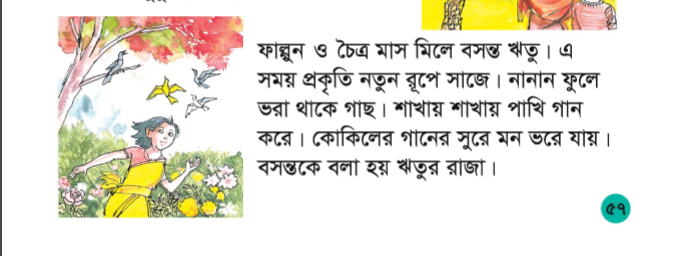 ফাল্গুন ও চৈত্র মাস মিলে বসন্ত ঋতু। এ
সময় প্রকৃতি নতুন রূপে সাজে। নানান ফুলে
ভরা থাকে গাছ। শাখায় শাখায় পাখি গান
করে। কোকিলের গানের সুরে মন ভরে যায়।
বসন্তকে বলা হয় ঋতুর রাজা।
৫৭